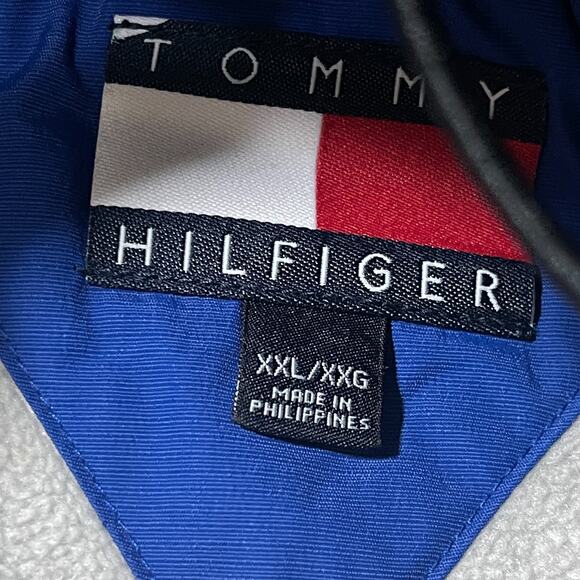 TOMMY
HILFIGER
XXL/XXG
MADE IN
PHILIPPINES